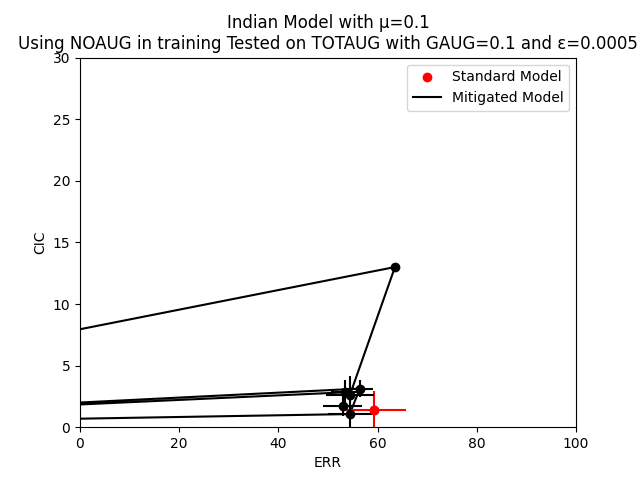 Indian Model with μ=0.1
Using NOAUG in training Tested on TOTAUG with GAUG=0.1 and ε=0.0005
30
25
20
15
10
5
0
CIC
Standard Model
Mitigated Model
0 20 40 60 80 100
ERR